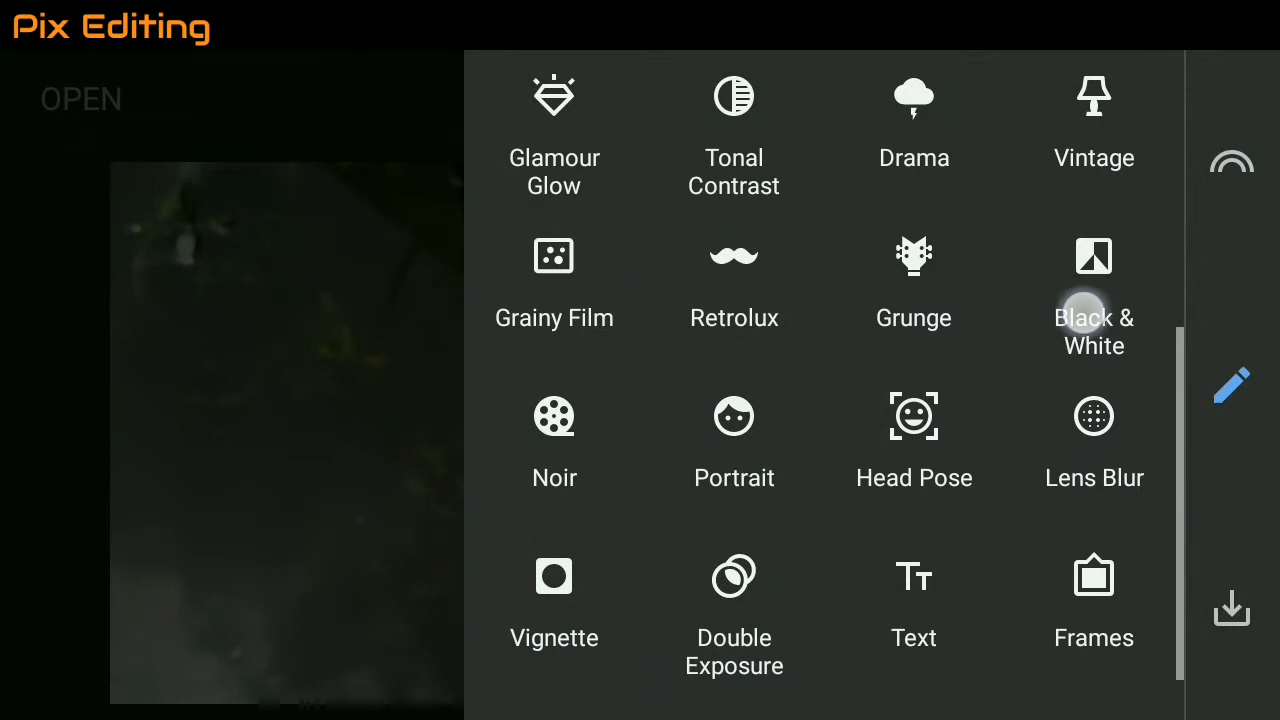 Pix Editing
OPEN
Glamour
Glow
Tonal
Contrast
Drama
Vintage
Grainy Film
Retrolux
Grunge
Black &
White
Noir
Portrait
Head Pose
Lens Blur
Vignette
Double
Exposure
Text
Frames